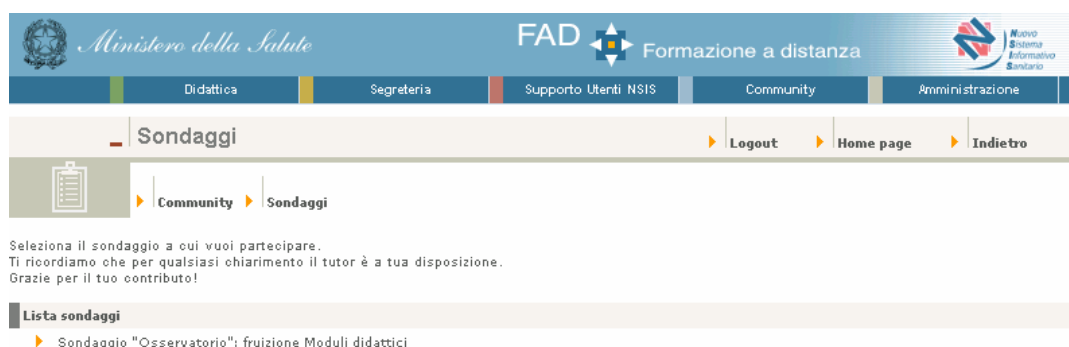 Ministero della Salute
FAD Formazione a distanza
Nuovo
Sistema
Informativo
Sanitario
Didattica Segreteria Supporto Utenti NSIS Community Amministrazione
Sondaggi Logout Home page Indietro
Community Sondaggi
Seleziona il sondaggio a cui vuoi partecipare.
Ti ricordiamo che per qualsiasi chiarimento il tutor è a tua disposizione.
Grazie per il tuo contributo!
Lista sondaggi
Sondaggio "Osservatorio": fruizione Moduli didattici